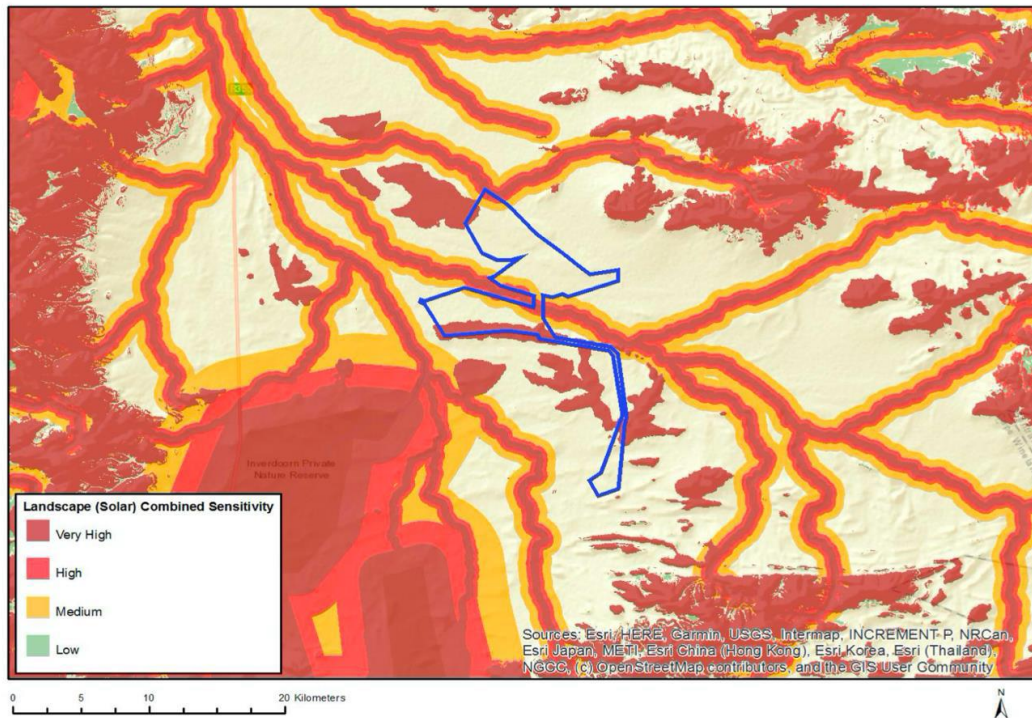 Inverdoorn Private
Nature Reserve
Landscape (Solar) Combined Sensitivity
Very High
High
Medium
Low
Sources: Esri, HERE, Garmin, USGS, Intermap, INCREMENT P, NRCan,
Esri Japan, METI, Esri China (Hong Kong), Esri Korea, Esri (Thailand),
NGCC, (c) OpenStreetMap contributors, and the GIS User Community
0 5 10 20 Kilometers
N